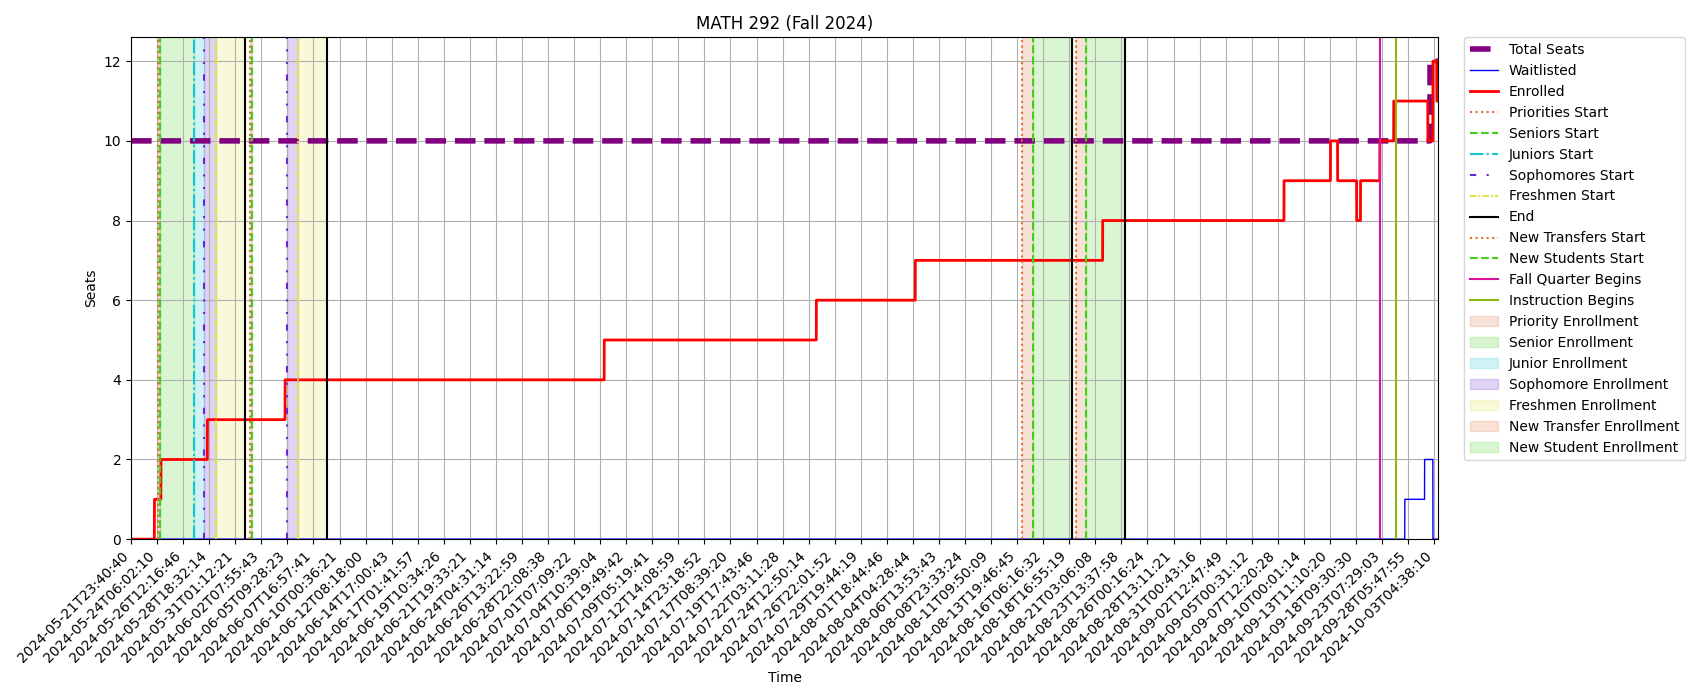 MATH 292 (Fall 2024)
Seats
12
10
8
6
4
2
0
2024-05-21T23:40:40
2024-05-24T06:02:10
2024-05-26T12:16:46
2024-05-28T18:32:14
2024-05-31T01:12:21
2024-06-02T07:55:43
2024-06-05T09:28:23
2024-06-07T16:57:41
2024-06-10T00:36:21
2024-06-12T08:18:00
2024-06-14T17:00:43
2024-06-17T01:41:57
2024-06-19T10:34:26
2024-06-21T19:33:21
2024-06-24T04:31:14
2024-06-26T13:22:59
2024-06-28T22:08:38
2024-07-01T07:09:22
2024-07-04T10:39:04
2024-07-06T19:49:42
2024-07-09T05:19:41
2024-07-12T14:08:59
2024-07-14T23:18:52
2024-07-17T08:39:20
2024-07-19T17:43:46
2024-07-22T03:11:28
2024-07-24T12:50:14
2024-07-26T22:01:52
2024-07-29T19:44:19
2024-08-01T18:44:46
2024-08-04T04:28:44
2024-08-06T13:53:43
2024-08-08T23:33:24
2024-08-11T09:50:09
2024-08-13T19:46:45
2024-08-16T06:16:32
2024-08-18T16:55:19
2024-08-21T03:06:08
2024-08-23T13:37:58
2024-08-26T00:16:24
2024-08-28T13:11:21
2024-08-31T00:43:16
2024-09-02T12:47:49
2024-09-05T00:31:12
2024-09-07T12:20:28
2024-09-10T00:01:14
2024-09-13T11:10:20
2024-09-18T09:30:30
2024-09-23T07:29:03
2024-09-28T05:47:55
2024-10-03T04:38:10
Time
Total Seats
Waitlisted
Enrolled
Priorities Start
Seniors Start
Juniors Start
Sophomores Start
Freshmen Start
End
New Transfers Start
New Students Start
Fall Quarter Begins
Instruction Begins
Priority Enrollment
Senior Enrollment
Junior Enrollment
Sophomore Enrollment
Freshmen Enrollment
New Transfer Enrollment
New Student Enrollment